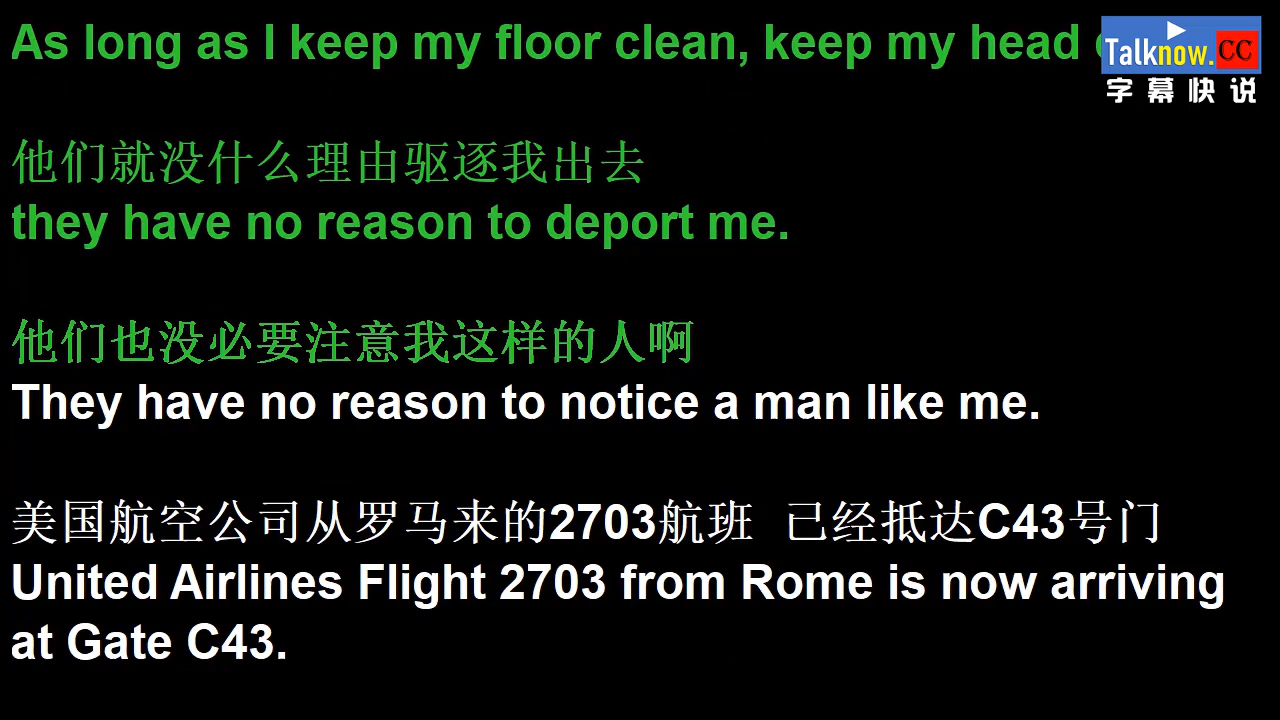 As long as I keep my floor clean, keep my head
Talknow.CC
字幕快说
他们就没什么理由驱逐我出去
they have no reason to deport me.
他们也没必要注意我这样的人啊
They have no reason to notice a man like me.
美国航空公司从罗马来的2703航班 已经抵达C43号门
United Airlines Flight 2703 from Rome is now arriving
at Gate C43.